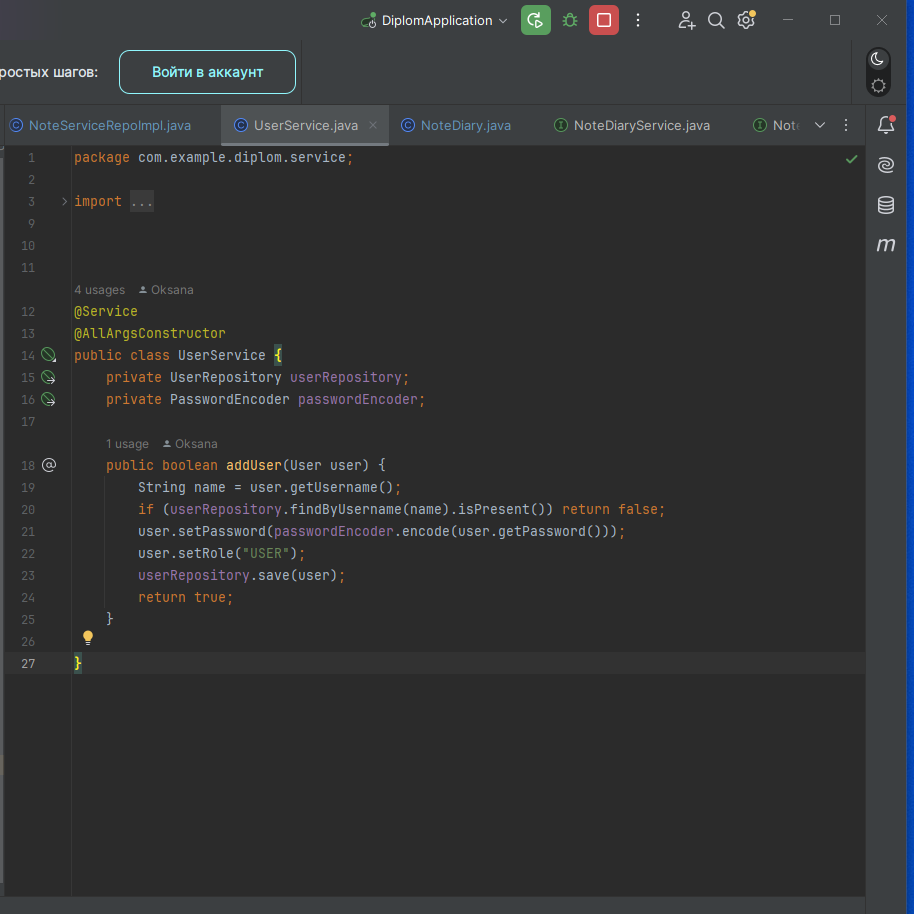 DiplomApplication
ростых шагов:
Войти в аккаунт
NoteServiceRepoImpl.java UserService.java NoteDiary.java NoteDiaryService.java Note
1 package com.example.diplom.service;
2
3 import ...
9
10
11
4 usages Oksana
12 @Service
13 @AllArgsConstructor
14 public class UserService {
15 private UserRepository userRepository;
16 private PasswordEncoder passwordEncoder;
17
1 usage Oksana
18 public boolean addUser(User user) {
19 String name = user.getUsername();
20 if (userRepository.findByUsername(name).isPresent()) return false;
21 user.setPassword(passwordEncoder.encode(user.getPassword()));
22 user.setRole("USER");
23 userRepository.save(user);
24 return true;
25 }
26
27 }
m